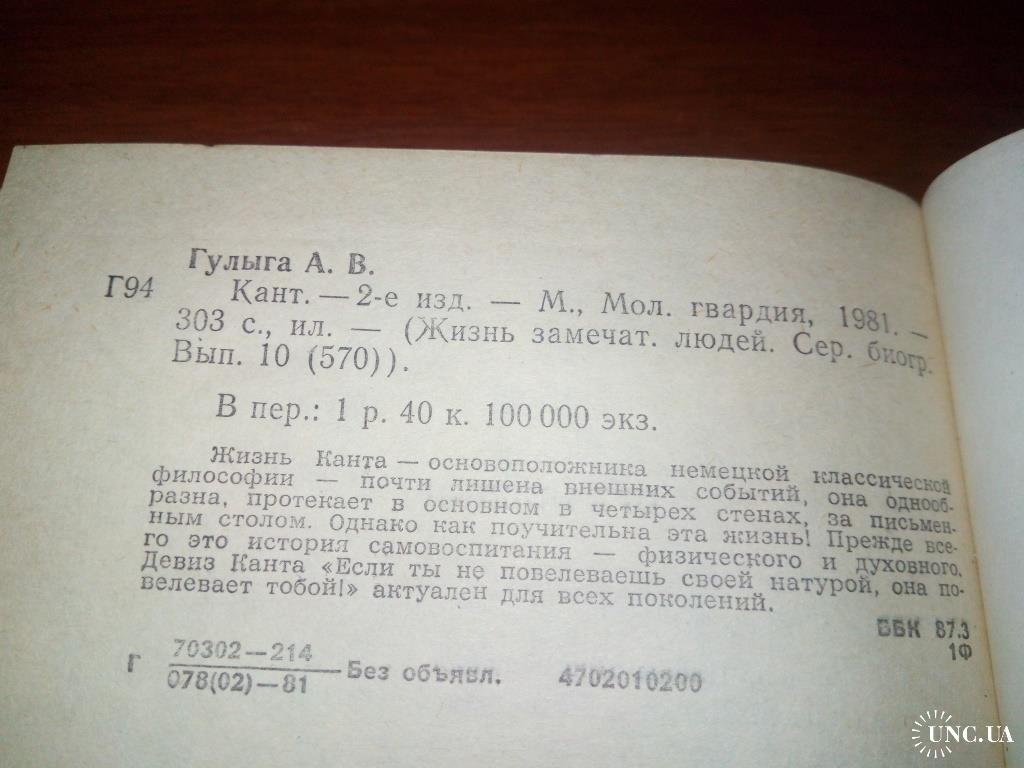 Гулыга А. В.
Г94 Кант. — 2-е изд. — М., Мол. гвардия, 1981. —
303 с., ил. — (Жизнь замечат. людей. Сер. биогр.
Вып. 10 (570)).
В пер.: 1 р. 40 к. 100 000 экз.
Жизнь Канта — основоположника немецкой классической
философии — почти лишена внешних событий, она однооб-
разна, протекает в основном в четырех стенах, за письмен-
ным столом. Однако как поучительна эта жизнь! Прежде все-
го это история самовоспитания — физического и духовного.
Девиз Канта «Если ты не повелеваешь своей натурой, она по-
велевает тобой!» актуален для всех поколений.
ББК 87.3
1Ф
Г 70302—214
078(02)—81 Без объявл. 4702010200
UNC.UA